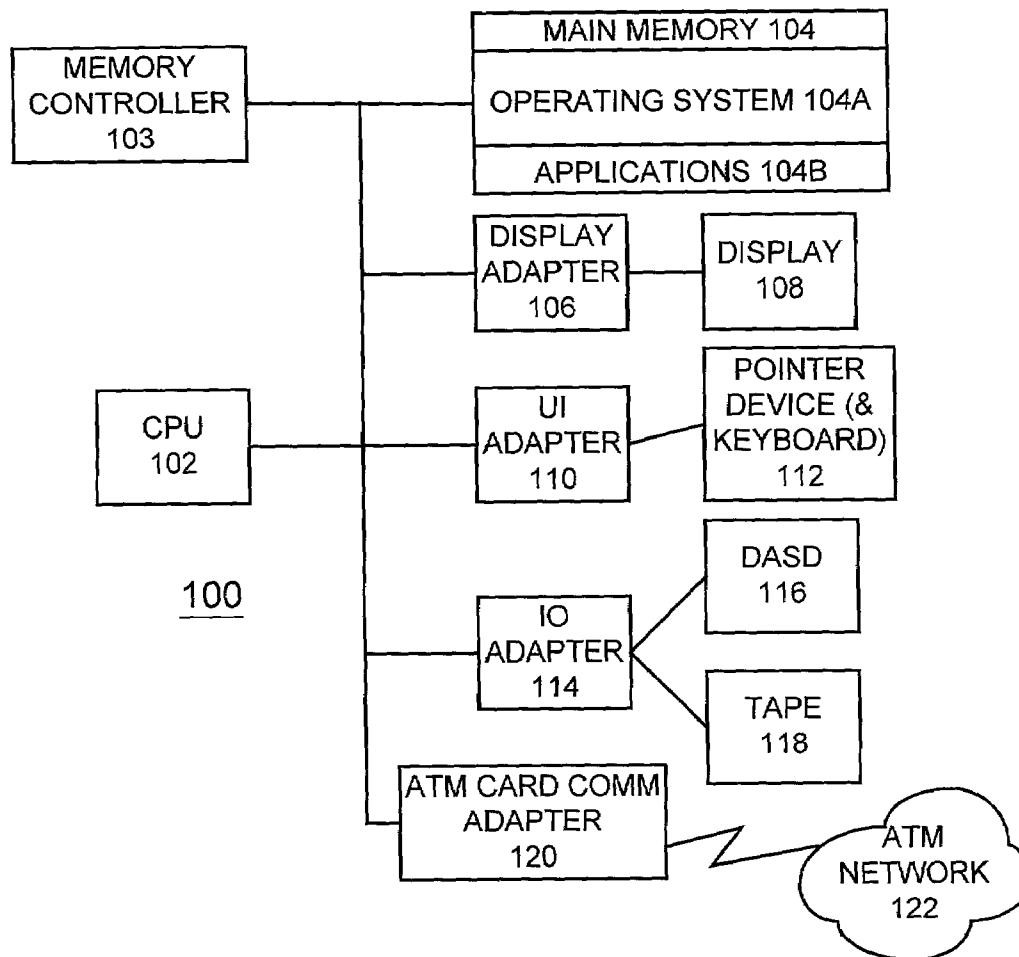 MAIN MEMORY 104
OPERATING SYSTEM 104A
APPLICATIONS 104B
MEMORY
CONTROLLER
103
DISPLAY
ADAPTER
106
DISPLAY
108
CPU
102
UI
ADAPTER
110
POINTER
DEVICE (&
KEYBOARD)
112
100
IO
ADAPTER
114
DASD
116
TAPE
118
ATM CARD COMM
ADAPTER
120
ATM
NETWORK
122